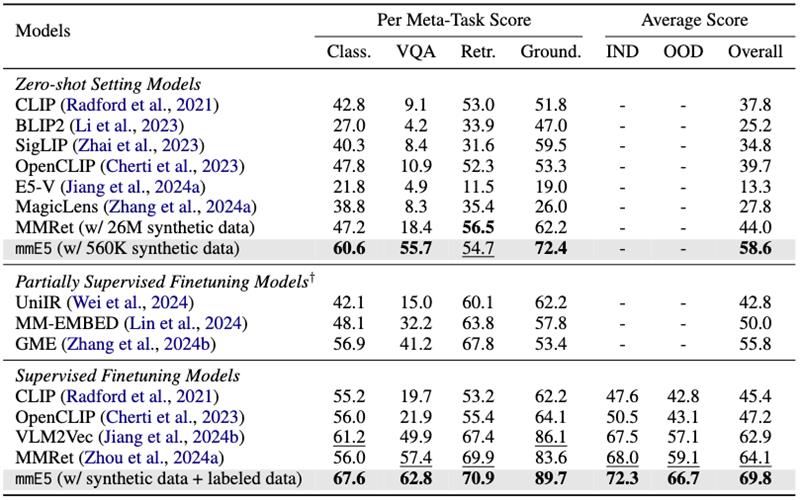 Models Per Meta-Task Score Average Score
Class. VQA Retr. Ground. IND OOD Overall
Zero-shot Setting Models
CLIP (Radford et al., 2021) 42.8 9.1 53.0 51.8 - - 37.8
BLIP2 (Li et al., 2023) 27.0 4.2 33.9 47.0 - - 25.2
SigLIP (Zhai et al., 2023) 40.3 8.4 31.6 59.5 - - 34.8
OpenCLIP (Cherti et al., 2023) 47.8 10.9 52.3 53.3 - - 39.7
E5-V (Jiang et al., 2024a) 21.8 4.9 11.5 19.0 - - 13.3
MagicLens (Zhang et al., 2024a) 38.8 8.3 35.4 26.0 - - 27.8
MMRet (w/ 26M synthetic data) 47.2 18.4 56.5 62.2 - - 44.0
mmE5 (w/ 560K synthetic data) 60.6 55.7 54.7 72.4 - - 58.6
Partially Supervised Finetuning Models†
UniIR (Wei et al., 2024) 42.1 15.0 60.1 62.2 - - 42.8
MM-EMBED (Lin et al., 2024) 48.1 32.2 63.8 57.8 - - 50.0
GME (Zhang et al., 2024b) 56.9 41.2 67.8 53.4 - - 55.8
Supervised Finetuning Models
CLIP (Radford et al., 2021) 55.2 19.7 53.2 62.2 47.6 42.8 45.4
OpenCLIP (Cherti et al., 2023) 56.0 21.9 55.4 64.1 50.5 43.1 47.2
VLM2Vec (Jiang et al., 2024b) 61.2 49.9 67.4 86.1 67.5 57.1 62.9
MMRet (Zhou et al., 2024a) 56.0 57.4 69.9 83.6 68.0 59.1 64.1
mmE5 (w/ synthetic data + labeled data) 67.6 62.8 70.9 89.7 72.3 66.7 69.8